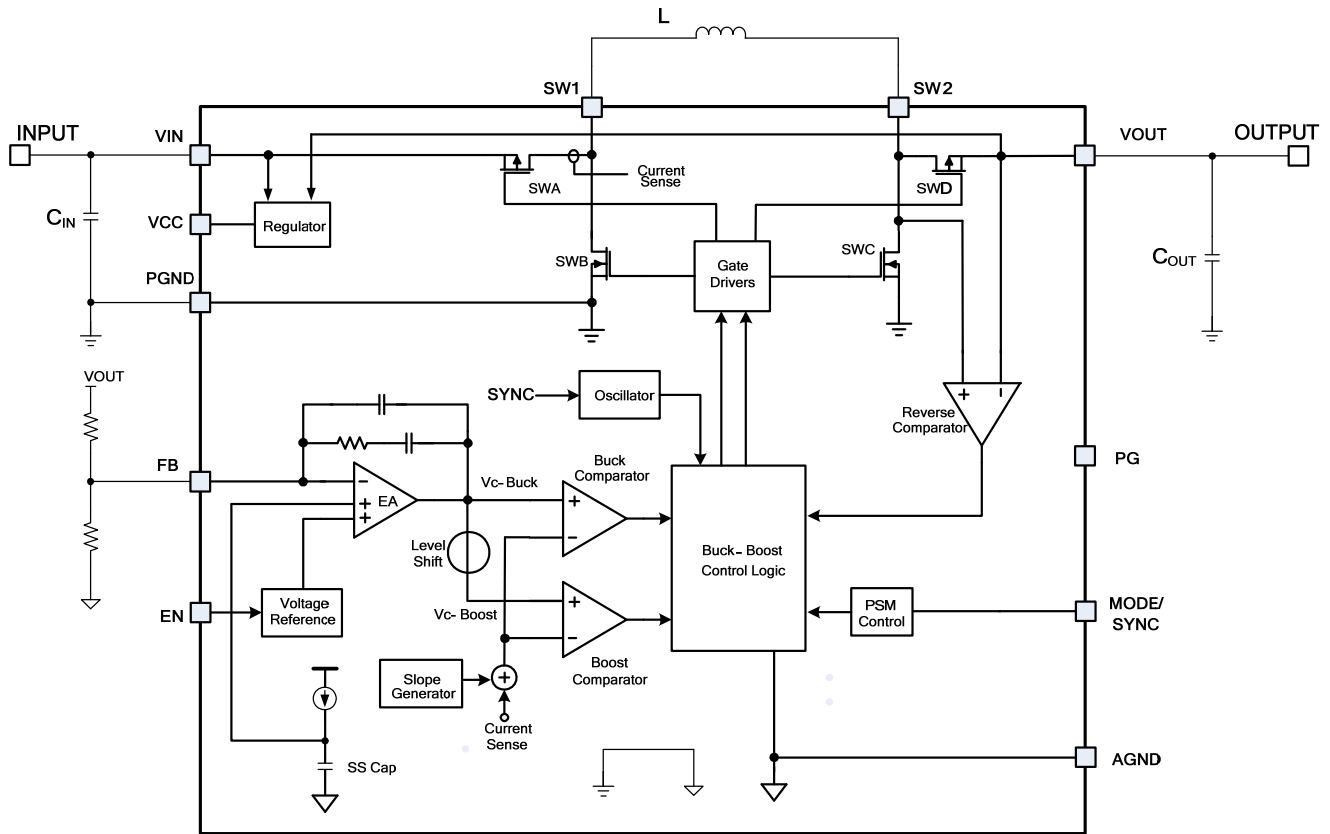 L
SW1
SW2
INPUT
VIN
VOUT
OUTPUT
Current
Sense
SWA
SWD
CIN
VCC
Regulator
SWB
SWC
Gate
Drivers
COUT
PGND
VOUT
SYNC
Oscillator
+
−
Reverse
Comparator
FB
−
+
+
EA
Vc- Buck
Buck
Comparator
+
−
PG
Level
Shift
Buck- Boost
Control Logic
EN
Voltage
Reference
Vc- Boost
+
−
PSM
Control
MODE/
SYNC
Slope
Generator
+
Boost
Comparator
Current
Sense
SS Cap
AGND